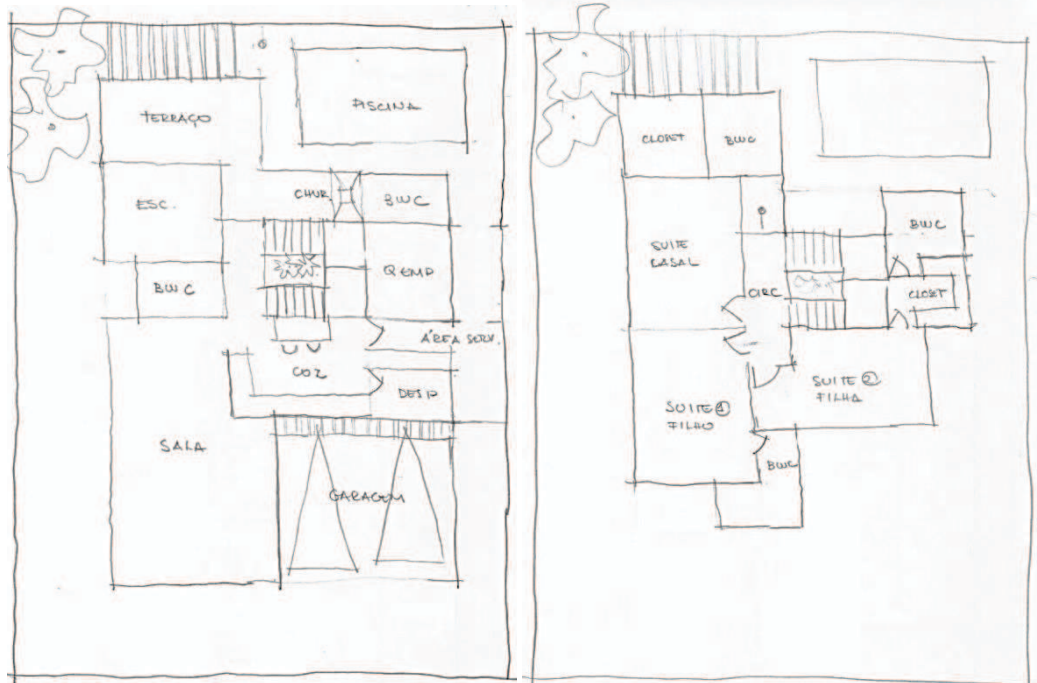 TERRAÇO
PISCINA
ESC.
CHUR.
BWC
BWC
Q EMP
ÁREA SERV.
COZ
DESP
SALA
GARAGEM
CLOSET
BWC
SUITE
CASAL
BWC
CIRC
CLOSET
SUITE 1
FILHO
SUITE 2
FILHA
BWC